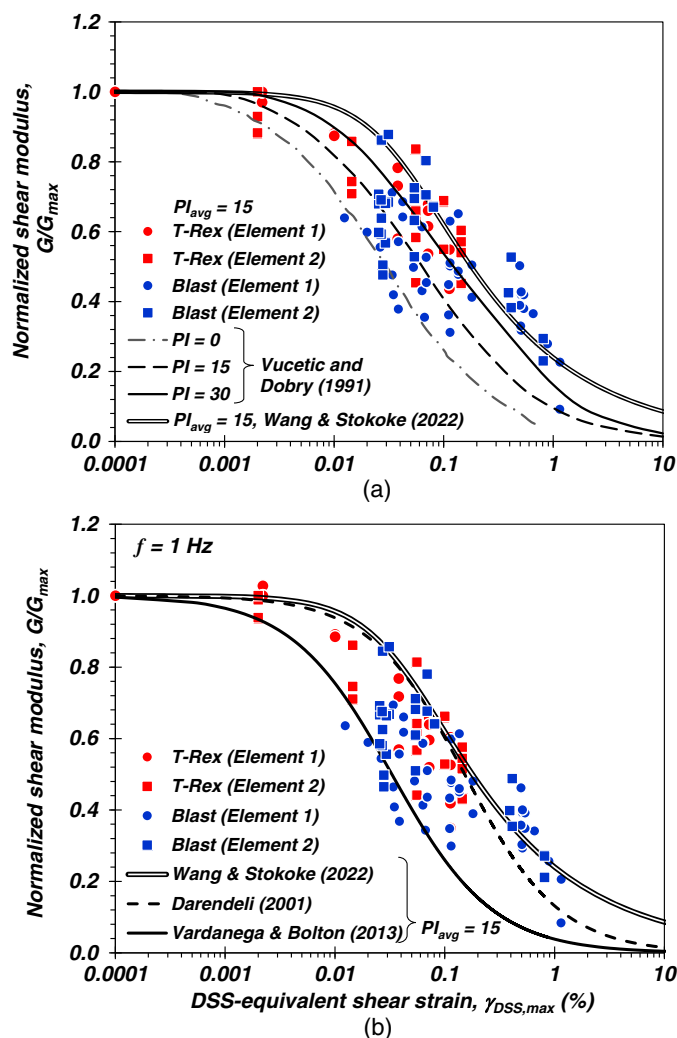 1.2
1.0
0.8
0.6
0.4
0.2
0.0
Normalized shear modulus,
G/Gmax
PIavg = 15
T-Rex (Element 1)
T-Rex (Element 2)
Blast (Element 1)
Blast (Element 2)
PI = 0
PI = 15
PI = 30
Vucetic and
Dobry (1991)
PIavg = 15, Wang & Stokoke (2022)
0.0001 0.001 0.01 0.1 1 10
(a)
1.2
1.0
0.8
0.6
0.4
0.2
0.0
Normalized shear modulus, G/Gmax
f = 1 Hz
T-Rex (Element 1)
T-Rex (Element 2)
Blast (Element 1)
Blast (Element 2)
Wang & Stokoke (2022)
Darendeli (2001)
Vardanega & Bolton (2013)
PIavg = 15
0.0001 0.001 0.01 0.1 1 10
DSS-equivalent shear strain, γDSS,max (%)
(b)